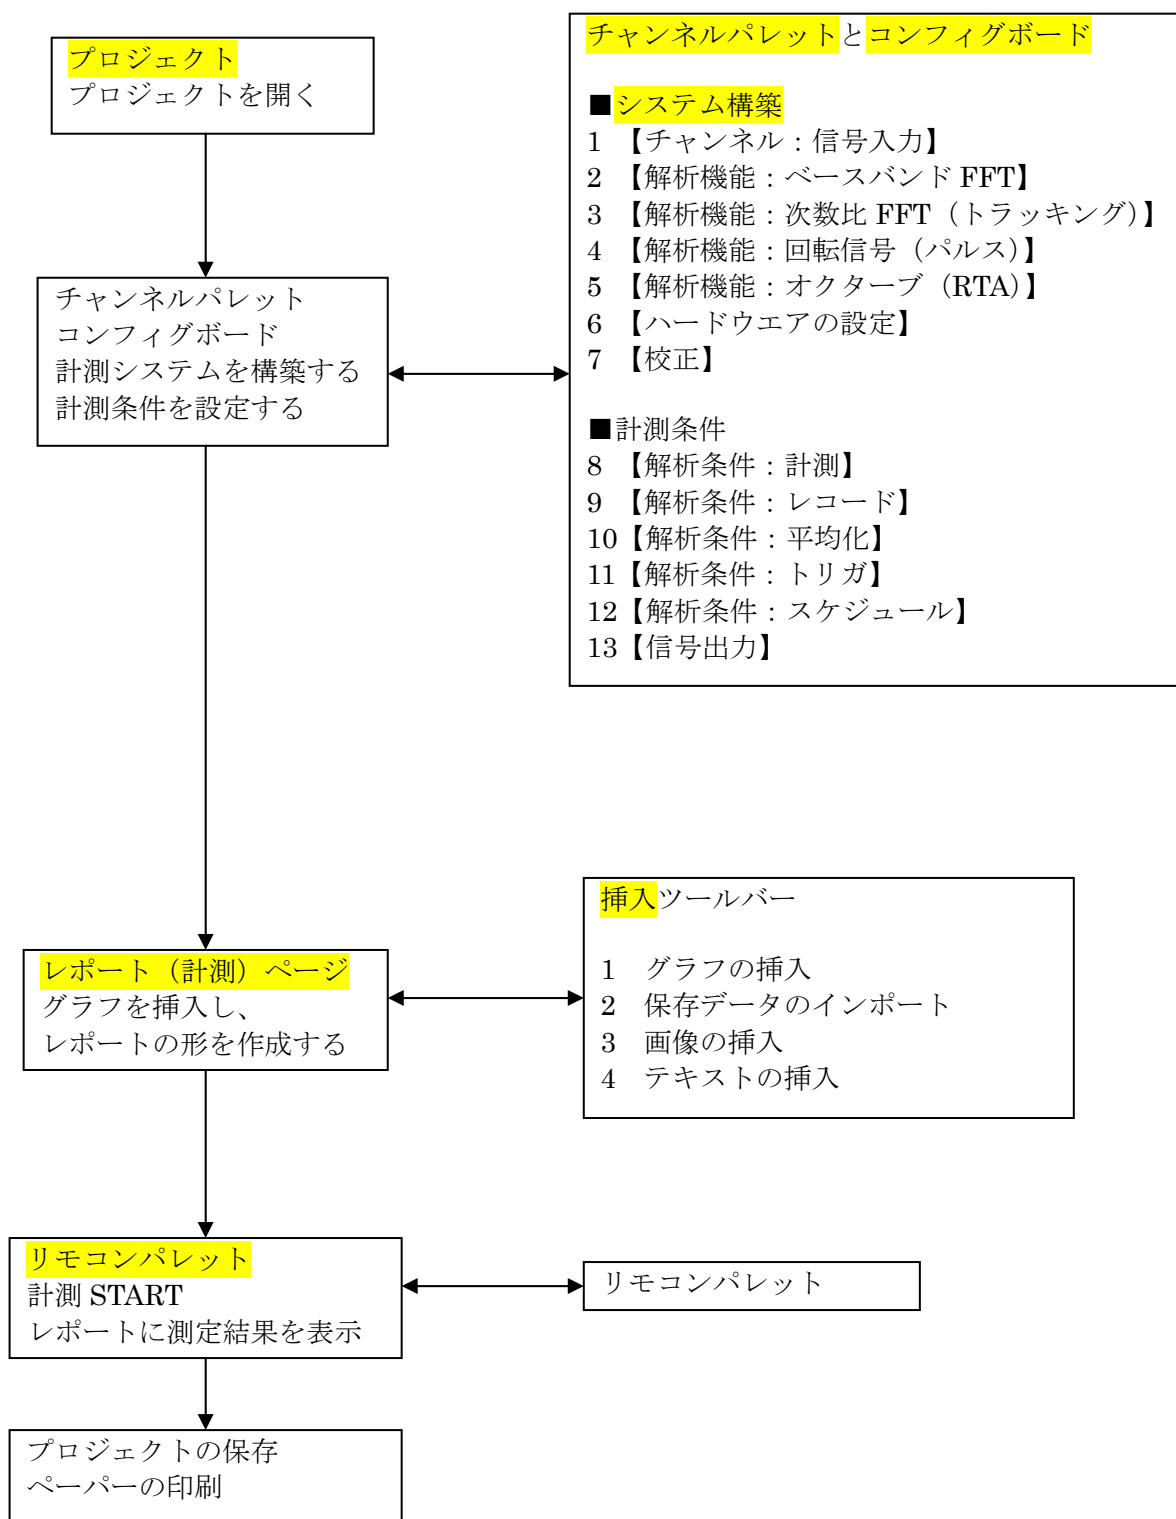 プロジェクト
プロジェクトを開く
チャンネルパレットとコンフィグボード
■システム構築
1 【チャンネル：信号入力】
2 【解析機能：ベースバンド FFT】
3 【解析機能：次数比 FFT（トラッキング）】
4 【解析機能：回転信号（パルス）】
5 【解析機能：オクターブ（RTA）】
6 【ハードウエアの設定】
7 【校正】
■計測条件
8 【解析条件：計測】
9 【解析条件：レコード】
10【解析条件：平均化】
11【解析条件：トリガ】
12【解析条件：スケジュール】
13【信号出力】
チャンネルパレット
コンフィグボード
計測システムを構築する
計測条件を設定する
レポート（計測）ページ
グラフを挿入し、
レポートの形を作成する
挿入ツールバー
1 グラフの挿入
2 保存データのインポート
3 画像の挿入
4 テキストの挿入
リモコンパレット
計測 START
レポートに測定結果を表示
リモコンパレット
プロジェクトの保存
ペーパーの印刷